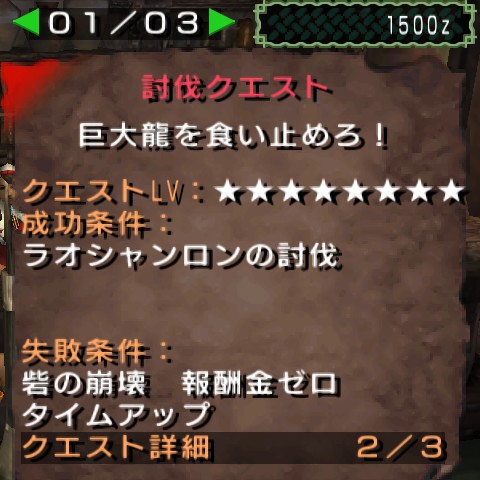 01/03
1500z
討伐クエスト
巨大龍を食い止めろ！
クエストLV：★★★★★★★★
成功条件：
ラオシャンロンの討伐
失敗条件：
砦の崩壊　報酬金ゼロ
タイムアップ
クエスト詳細　2/3